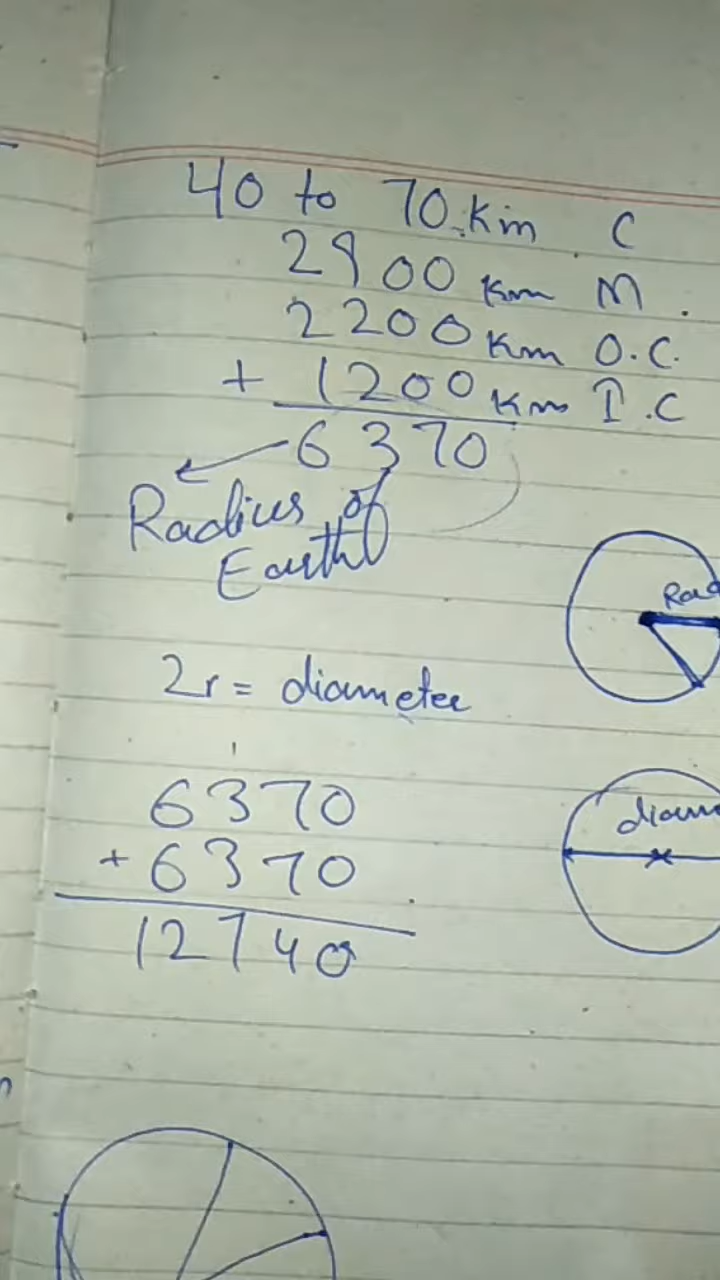 40 to 70 km C
2900 km M.
2200 km O.C.
+ 1200 km I.C
6370
Radius of
Earth
2r = diameter
1
6370
+ 6370
12740